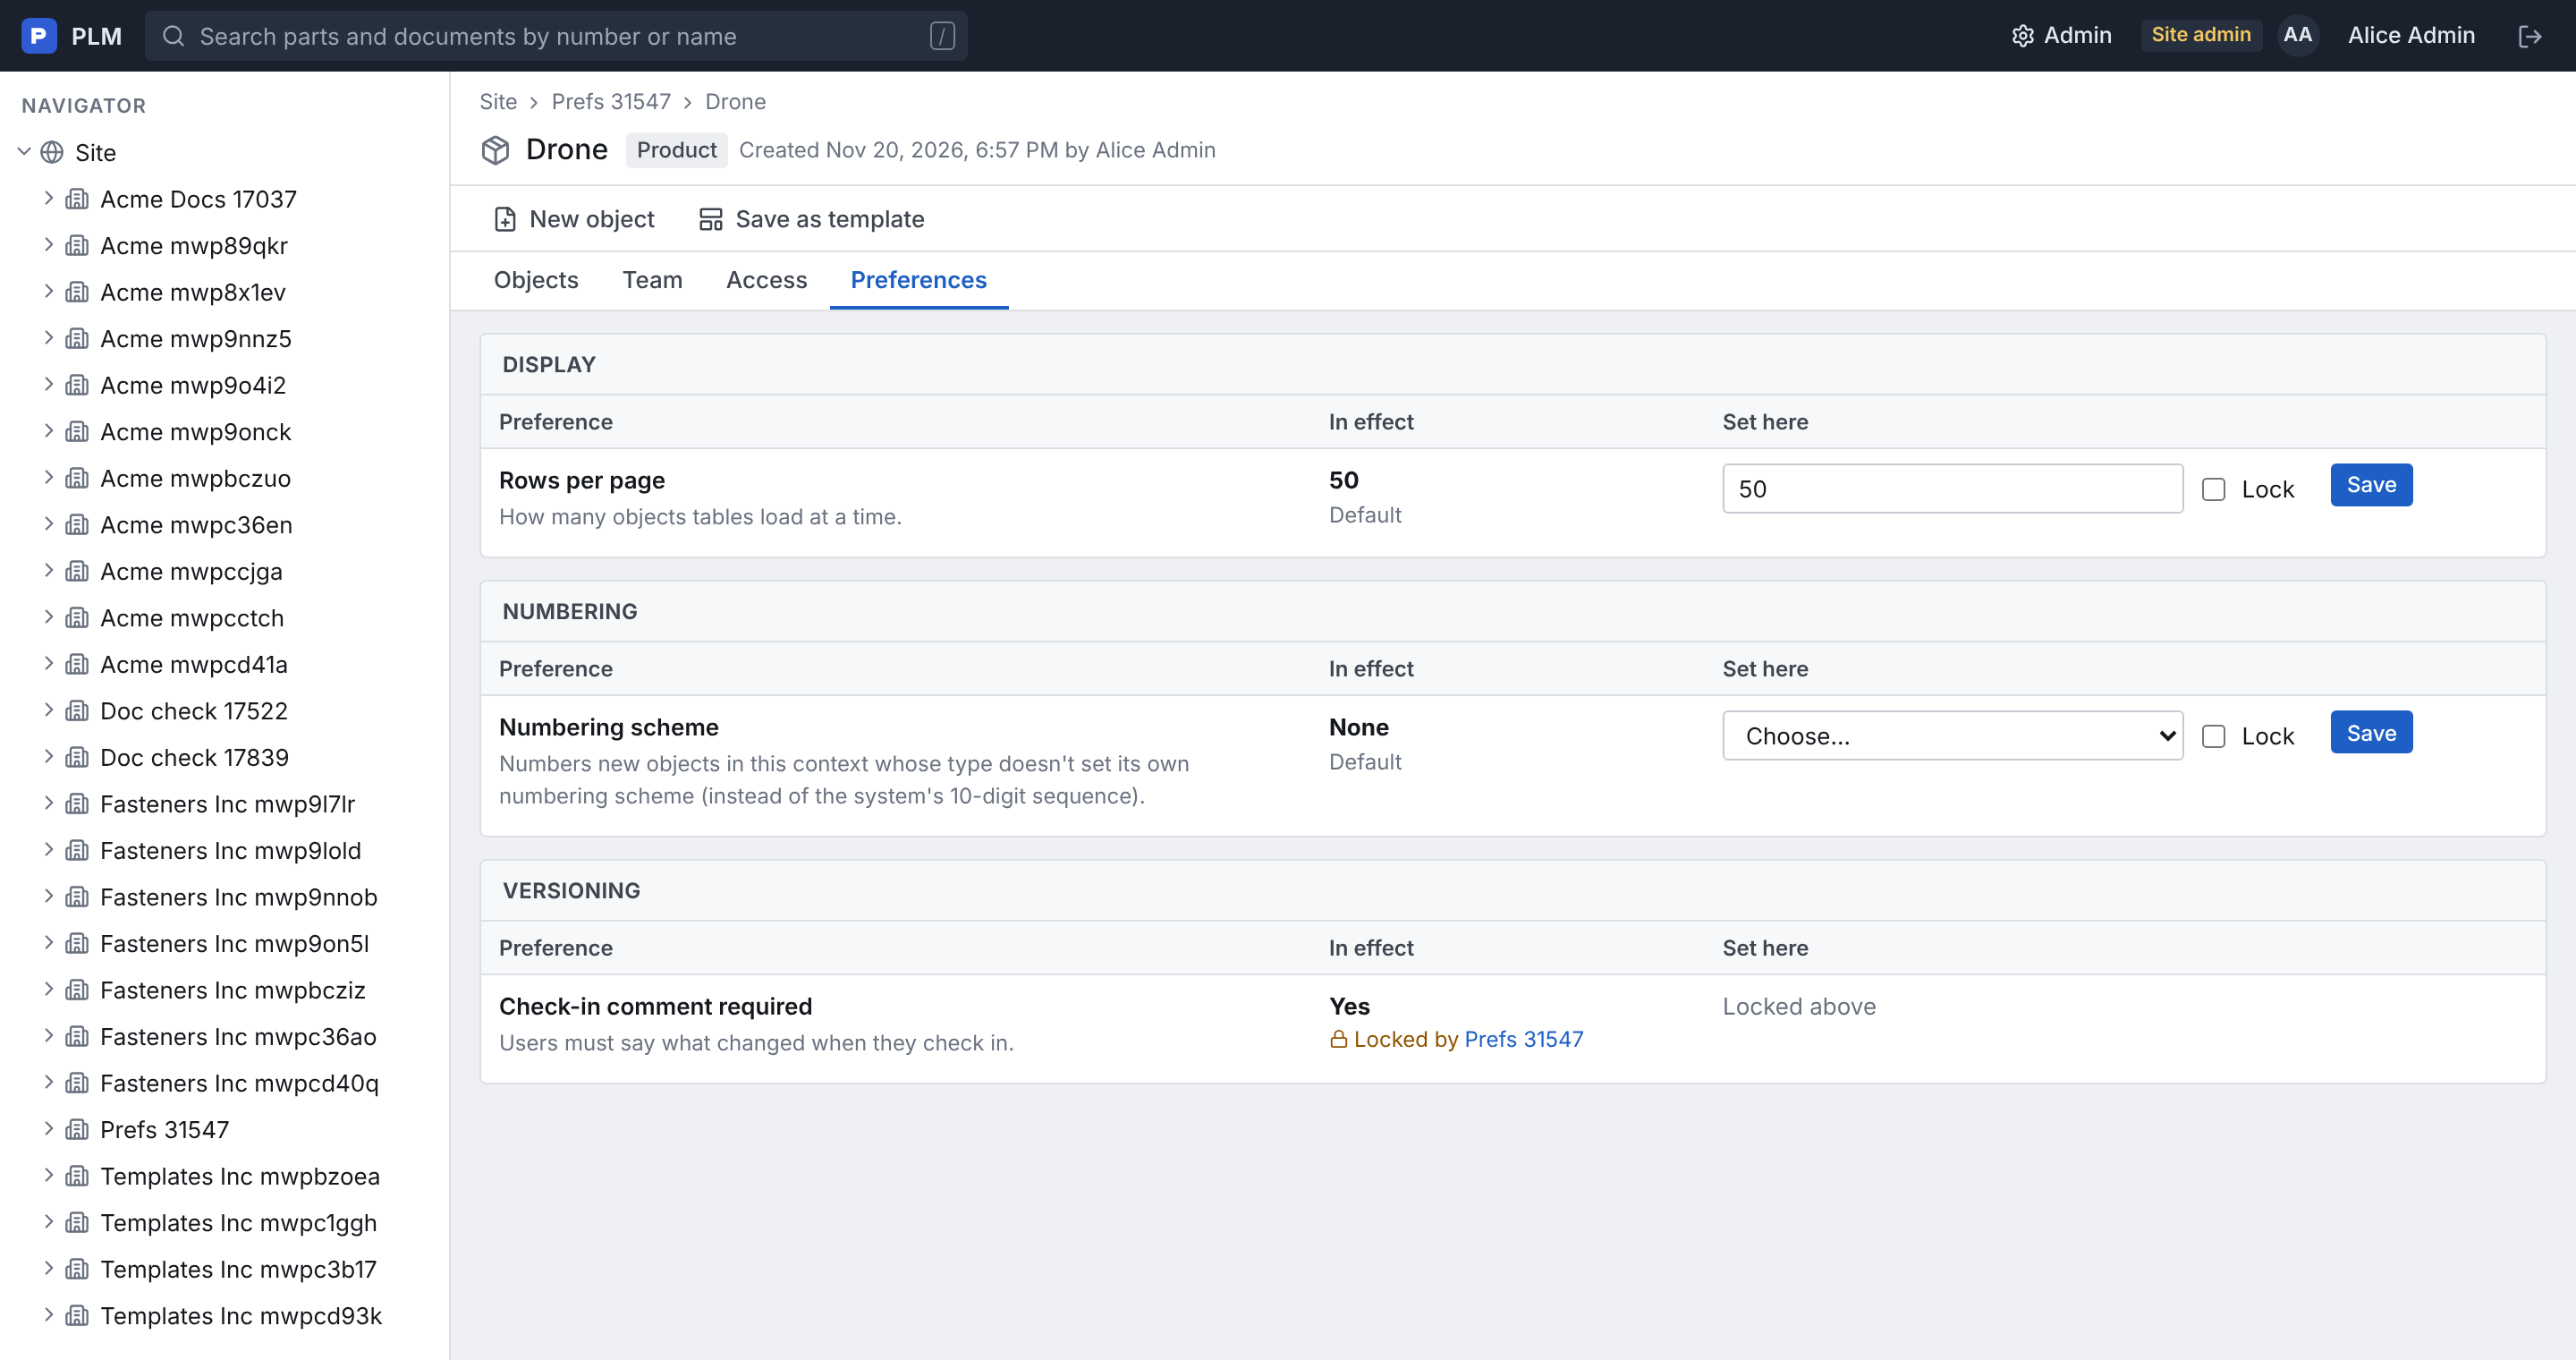 P PLM Search parts and documents by number or name / Admin Site admin AA Alice Admin
NAVIGATOR
Site
Acme Docs 17037
Acme mwp89qkr
Acme mwp8x1ev
Acme mwp9nnz5
Acme mwp9o4i2
Acme mwp9onck
Acme mwpbczuo
Acme mwpc36en
Acme mwpccjga
Acme mwpcctch
Acme mwpcd41a
Doc check 17522
Doc check 17839
Fasteners Inc mwp9l7lr
Fasteners Inc mwp9lold
Fasteners Inc mwp9nnob
Fasteners Inc mwp9on5l
Fasteners Inc mwpbcziz
Fasteners Inc mwpc36ao
Fasteners Inc mwpcd40q
Prefs 31547
Templates Inc mwpbzoea
Templates Inc mwpc1ggh
Templates Inc mwpc3b17
Templates Inc mwpcd93k
Site > Prefs 31547 > Drone
Drone Product Created Nov 20, 2026, 6:57 PM by Alice Admin
New object Save as template
Objects Team Access Preferences
DISPLAY
Preference In effect Set here
Rows per page 50 50 Lock Save
How many objects tables load at a time. Default
NUMBERING
Preference In effect Set here
Numbering scheme None Choose... Lock Save
Numbers new objects in this context whose type doesn't set its own Default
numbering scheme (instead of the system's 10-digit sequence).
VERSIONING
Preference In effect Set here
Check-in comment required Yes Locked above
Users must say what changed when they check in. Locked by Prefs 31547